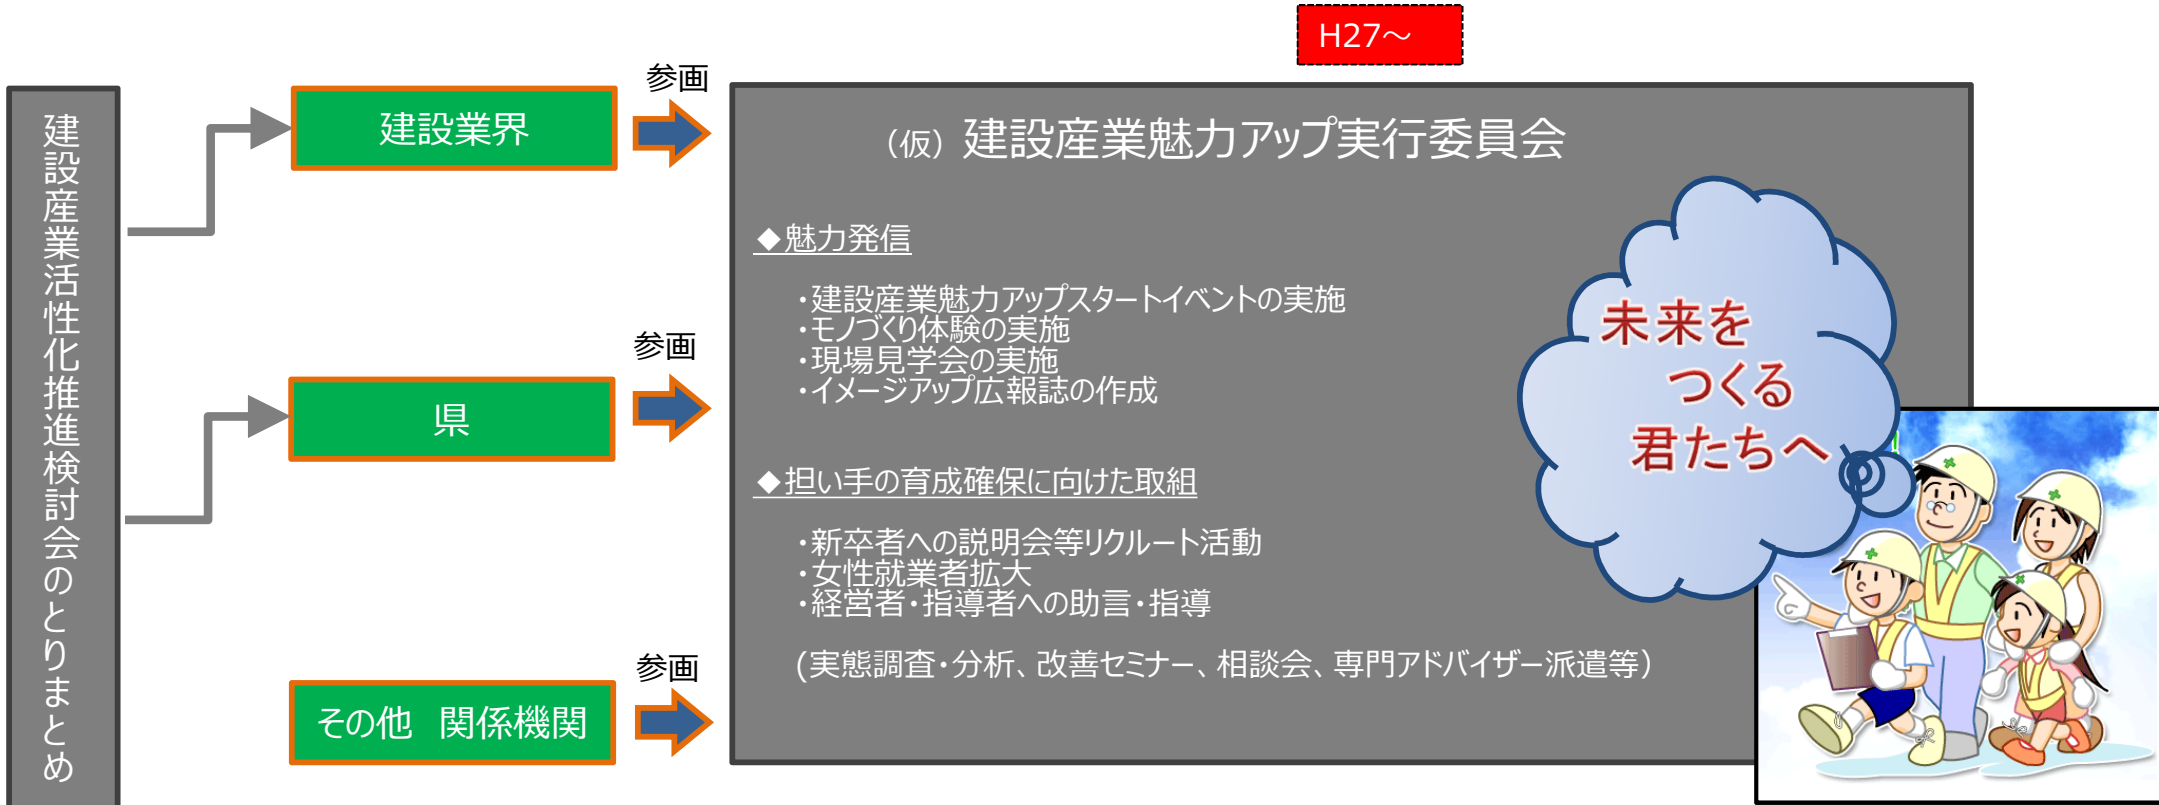 H27～
建設産業活性化推進検討会のとりまとめ
建設業界
参画
県
参画
その他　関係機関
参画
（仮）建設産業魅力アップ実行委員会
◆魅力発信
・建設産業魅力アップスタートイベントの実施
・モノづくり体験の実施
・現場見学会の実施
・イメージアップ広報誌の作成
◆担い手の育成確保に向けた取組
・新卒者への説明会等リクルート活動
・女性就業者拡大
・経営者・指導者への助言・指導
(実態調査・分析、改善セミナー、相談会、専門アドバイザー派遣等）
未来を
つくる
君たちへ